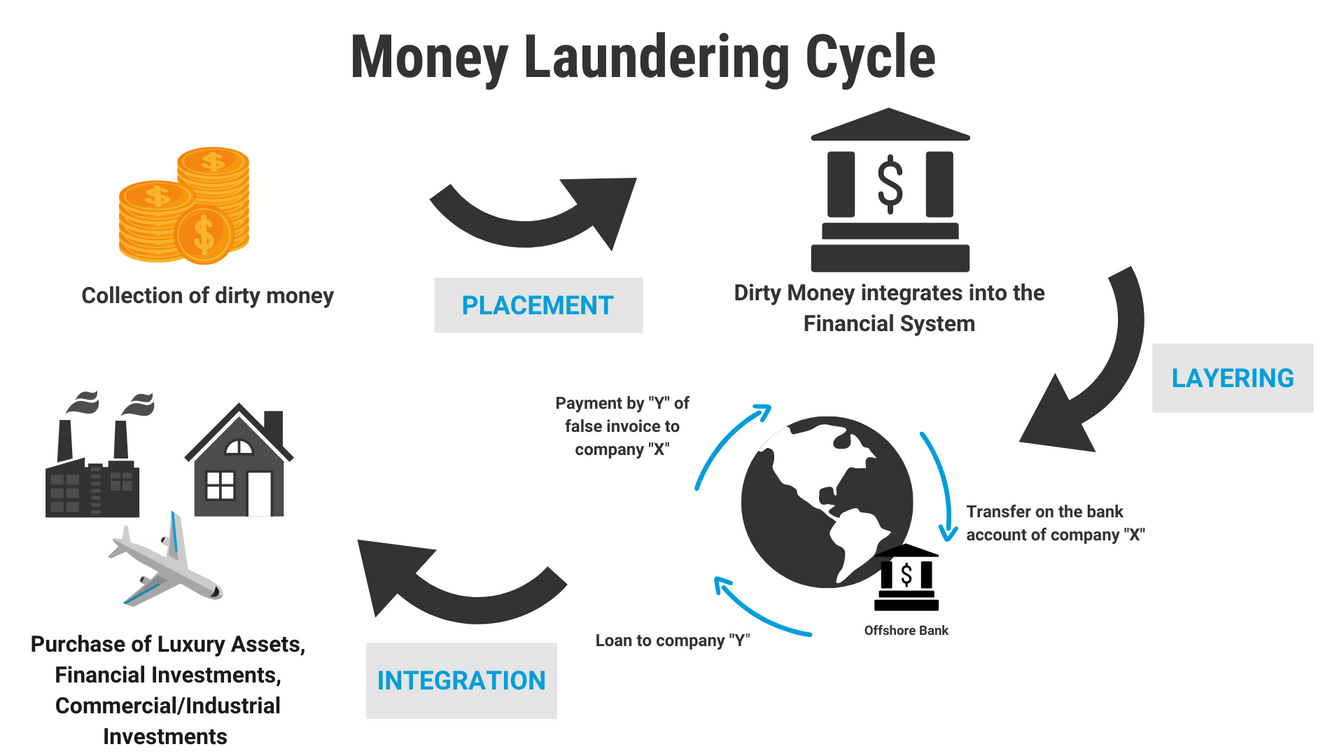 Money Laundering Cycle
Collection of dirty money
PLACEMENT
Dirty Money integrates into the
Financial System
LAYERING
Payment by "Y" of
false invoice to
company "X"
Transfer on the bank
account of company "X"
Offshore Bank
Loan to company "Y"
INTEGRATION
Purchase of Luxury Assets,
Financial Investments,
Commercial/Industrial
Investments